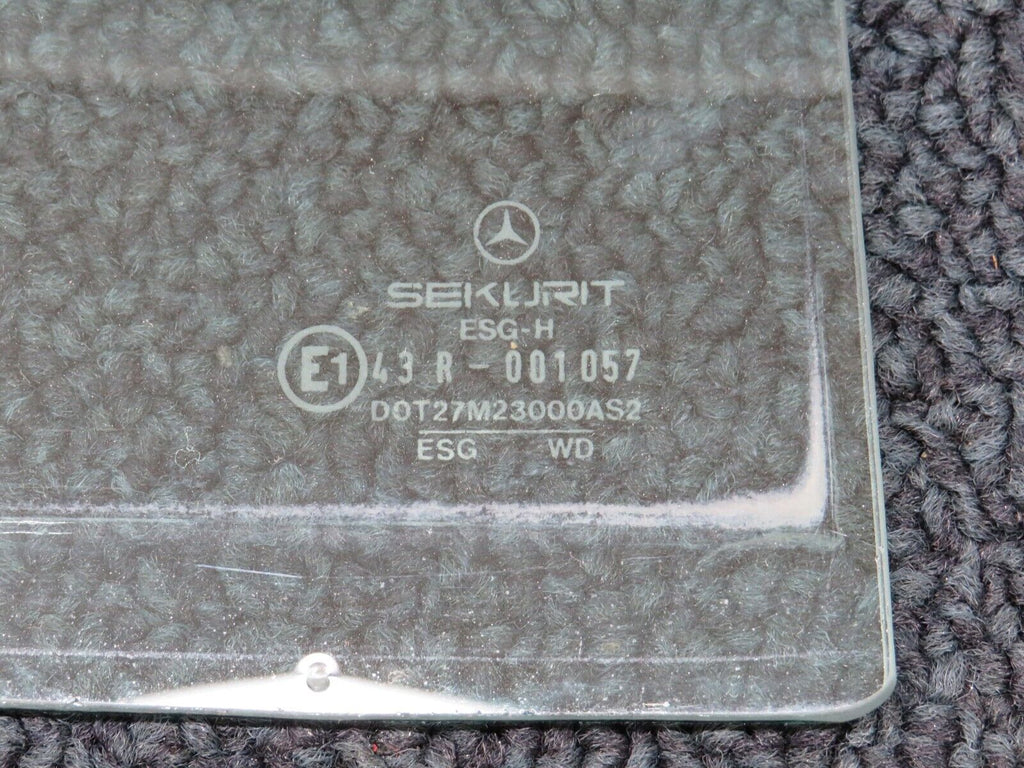 SEKURIT
ESG-H
E1 43 R - 001057
DOT27M23000AS2
ESG WD